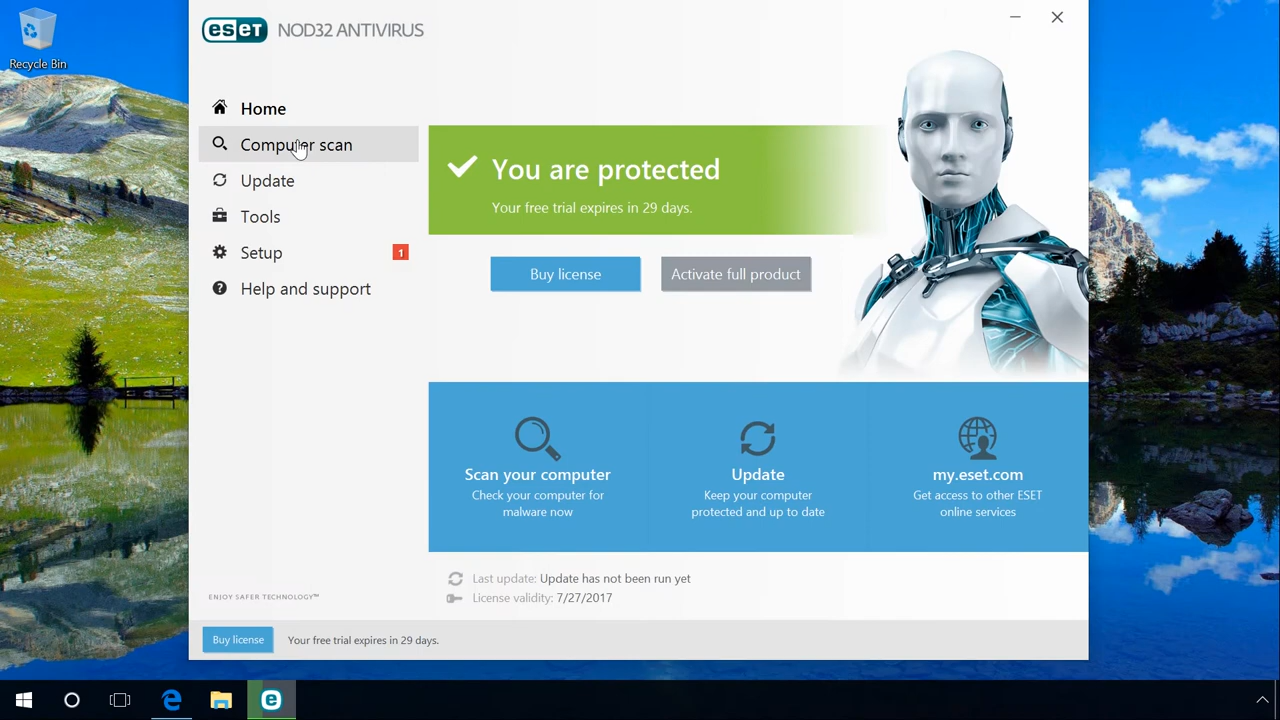 Recycle Bin
eset NOD32 ANTIVIRUS
Home
Computer scan
Update
Tools
Setup 1
Help and support
You are protected
Your free trial expires in 29 days.
Buy license Activate full product
Scan your computer
Check your computer for
malware now
Update
Keep your computer
protected and up to date
my.eset.com
Get access to other ESET
online services
Last update: Update has not been run yet
License validity: 7/27/2017
ENJOY SAFER TECHNOLOGY™
Buy license Your free trial expires in 29 days.